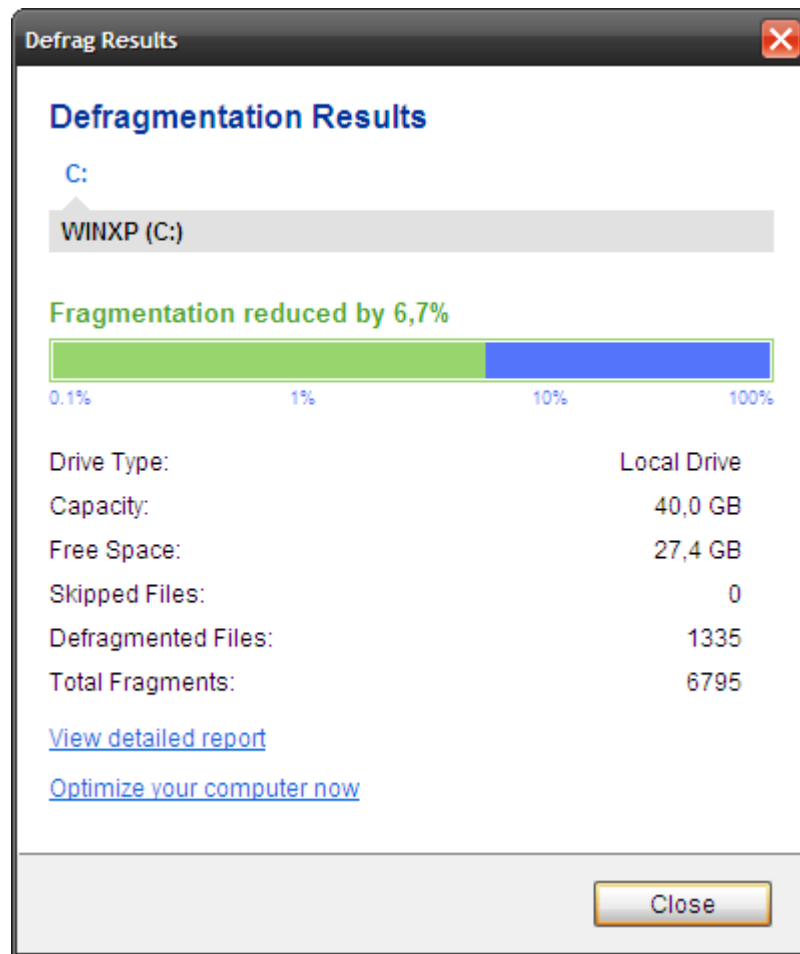 Defrag Results
Defragmentation Results
C:
WINXP (C:)
Fragmentation reduced by 6,7%
0.1% 1% 10% 100%
Drive Type: Local Drive
Capacity: 40,0 GB
Free Space: 27,4 GB
Skipped Files: 0
Defragmented Files: 1335
Total Fragments: 6795
View detailed report
Optimize your computer now
Close